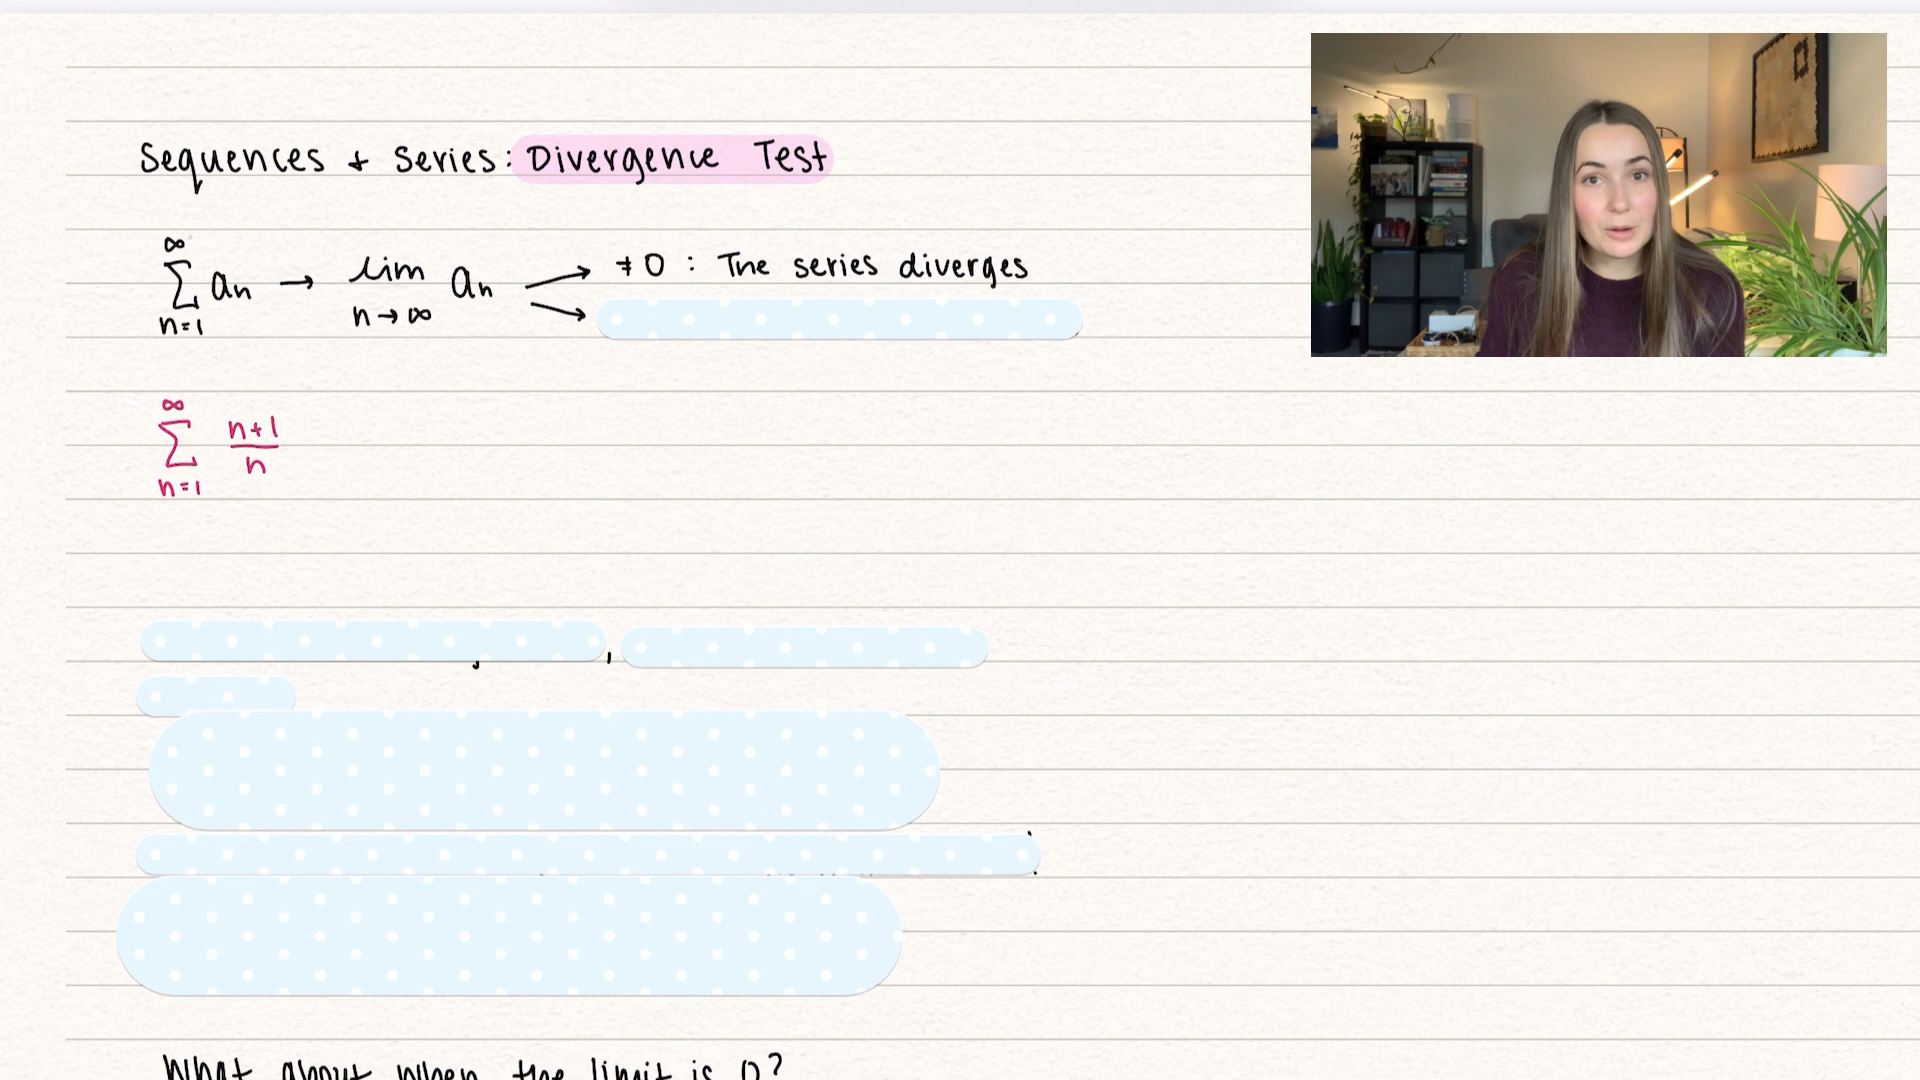 Sequences + Series: Divergence Test
∞
∑ an → lim an → ≠ 0 : The series diverges
n=1 n→∞ →
∞
∑ n+1
n
n=1
What about when the limit is 0?